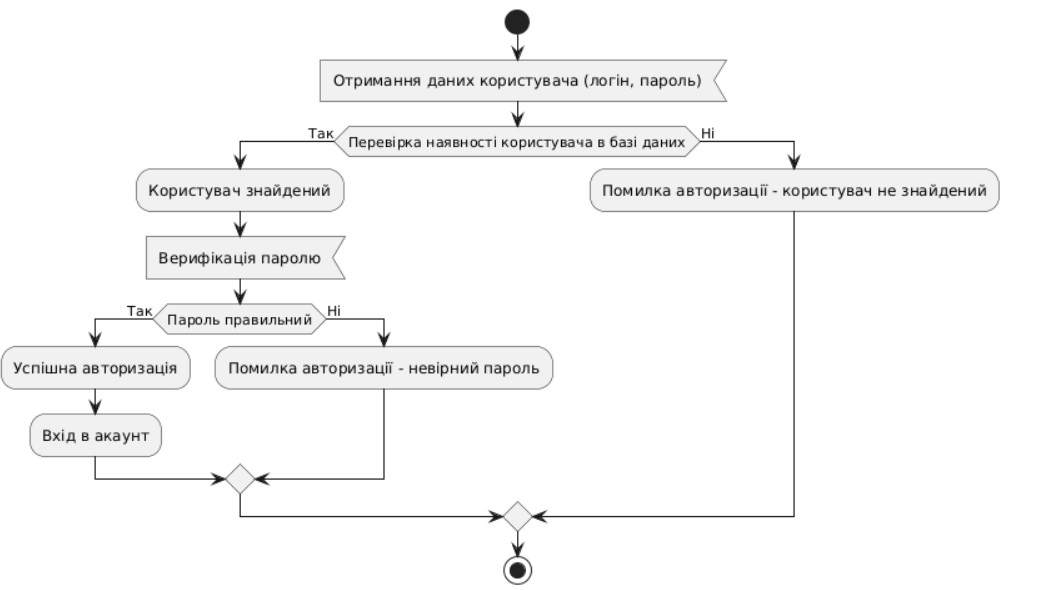 Отримання даних користувача (логін, пароль)
Так
Перевірка наявності користувача в базі даних
Ні
Користувач знайдений
Помилка авторизації - користувач не знайдений
Верифікація паролю
Так
Пароль правильний
Ні
Успішна авторизація
Помилка авторизації - невірний пароль
Вхід в акаунт